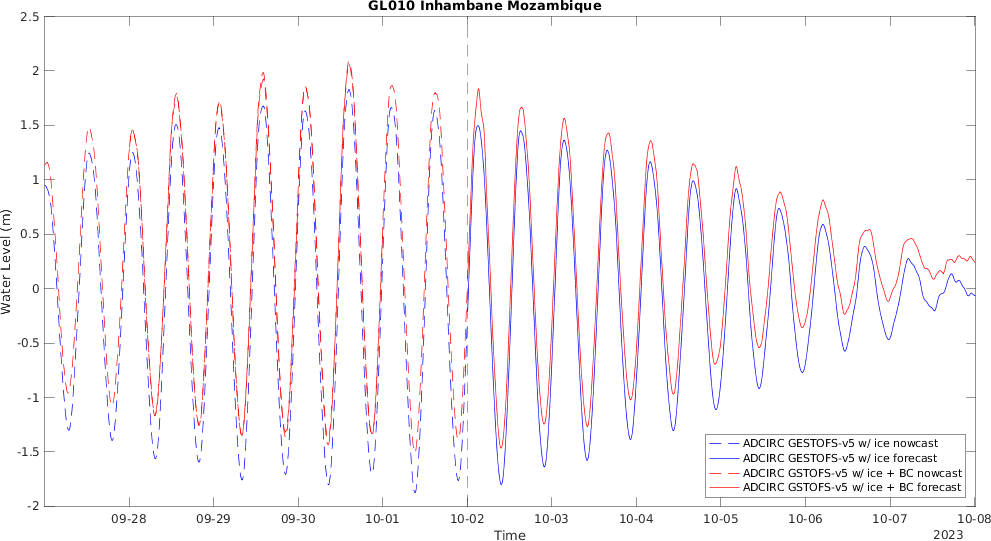 GL010 Inhambane Mozambique
2.5
2
1.5
1
0.5
0
-0.5
-1
-1.5
-2
Water Level (m)
ADCIRC GESTOFS-v5 w/ ice nowcast
ADCIRC GESTOFS-v5 w/ ice forecast
ADCIRC GSTOFS-v5 w/ ice + BC nowcast
ADCIRC GSTOFS-v5 w/ ice + BC forecast
09-28 09-29 09-30 10-01 10-02 10-03 10-04 10-05 10-06 10-07 10-08
Time
2023